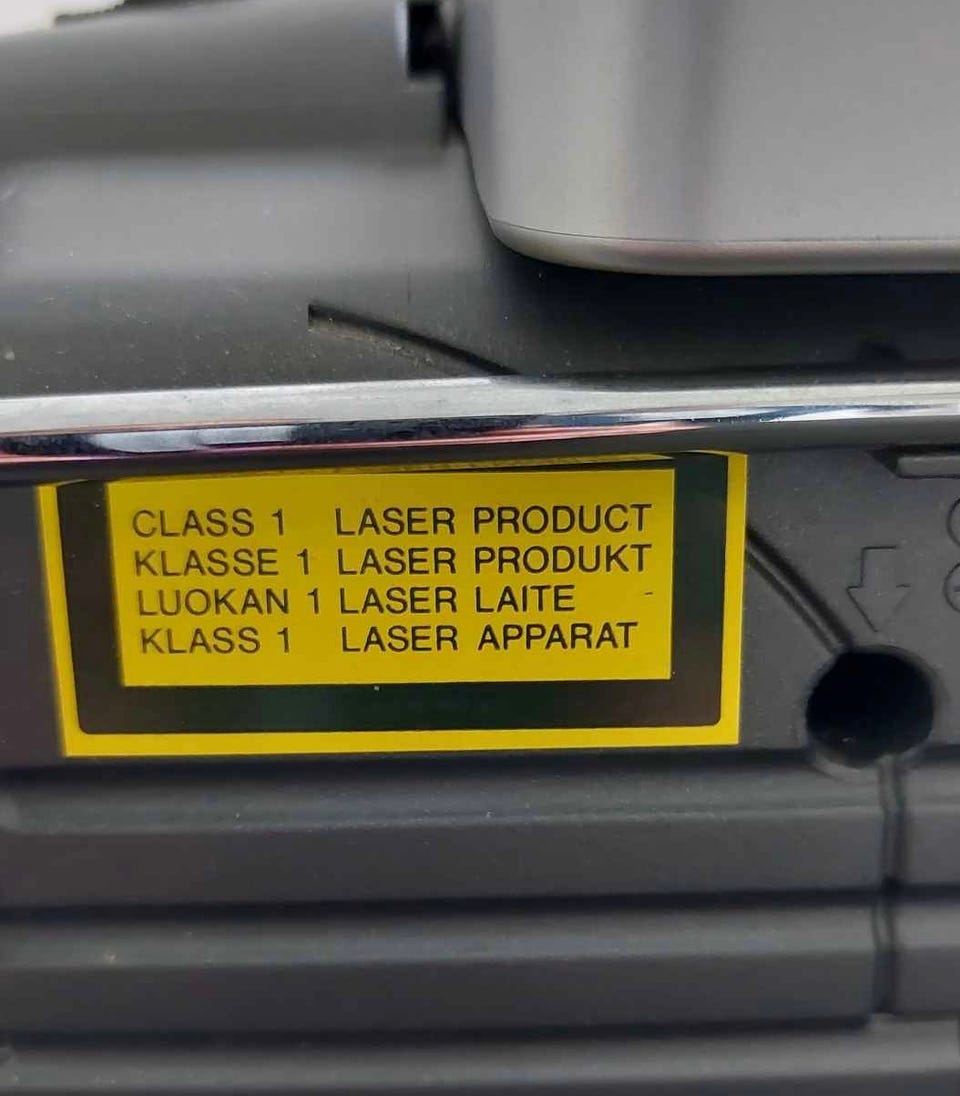 CLASS 1 LASER PRODUCT
KLASSE 1 LASER PRODUKT
LUOKAN 1 LASER LAITE
KLASS 1 LASER APPARAT